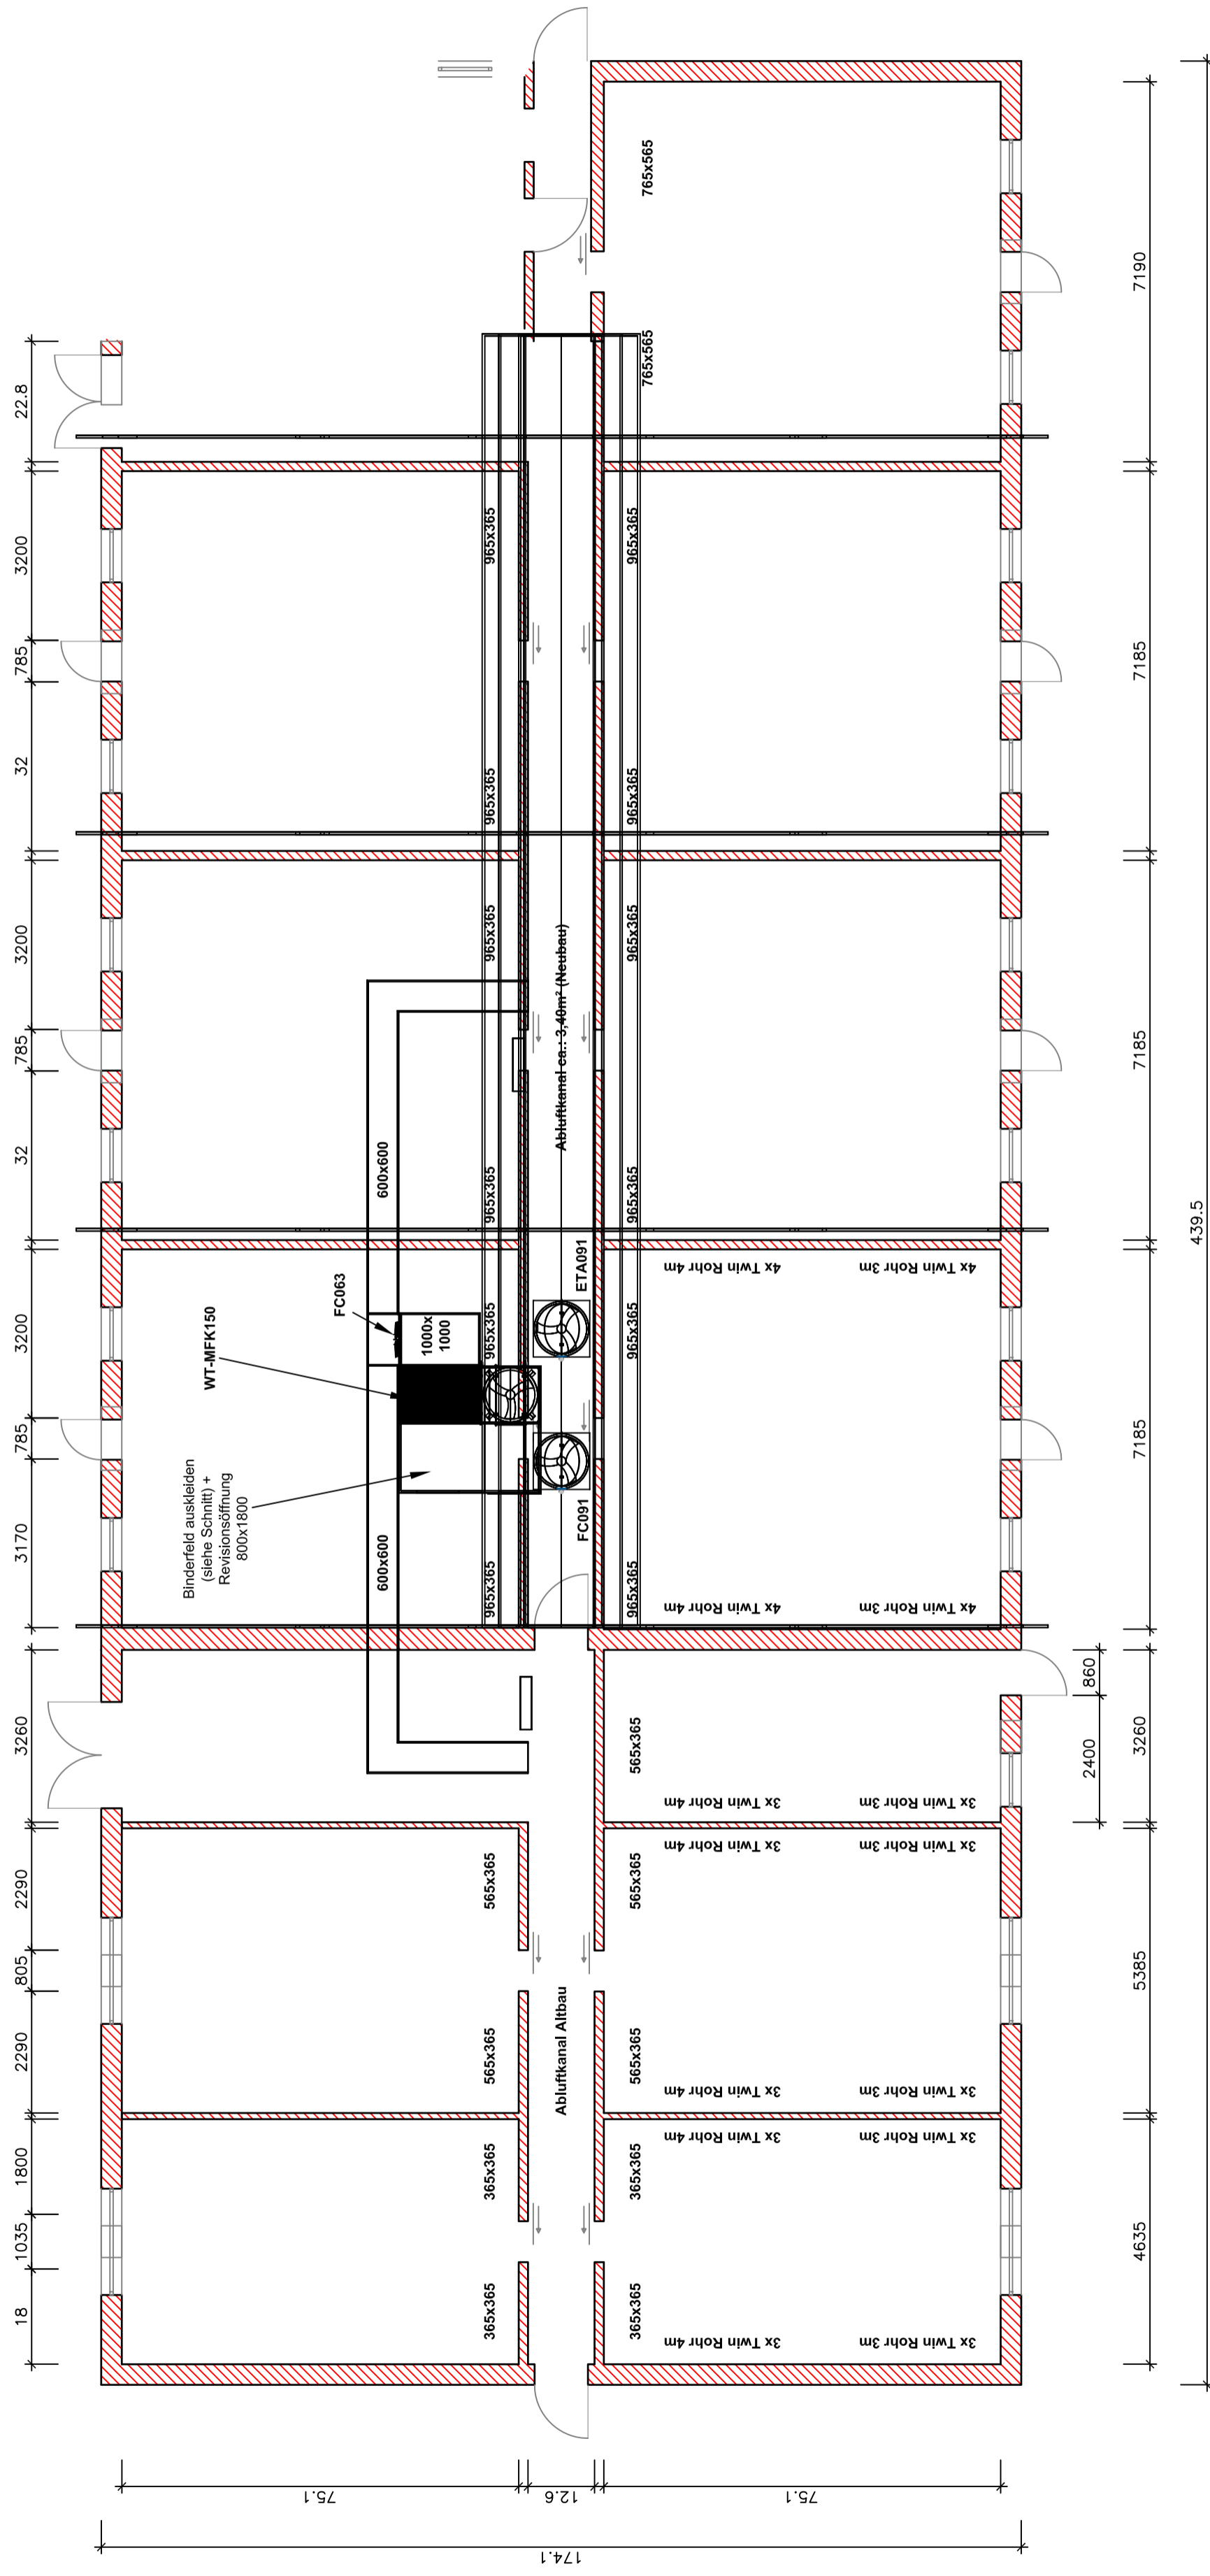 22.8
3200
785
32
3200
785
32
3200
785
3170
3260
2290
805
2290
1800
1035
18
765x565
765x565
965x365
965x365
965x365
965x365
965x365
965x365
965x365
965x365
965x365
965x365
965x365
965x365
Abluftkanal ca.: 3,40m² (Neubau)
600x600
FC063
WT-MFK150
1000x
1000
ETA091
Binderfeld auskleiden
(siehe Schnitt) +
Revisionsöffnung
800x1800
600x600
FC091
4x Twin Rohr 4m
4x Twin Rohr 3m
4x Twin Rohr 4m
4x Twin Rohr 3m
565x365
3x Twin Rohr 4m
3x Twin Rohr 3m
3x Twin Rohr 4m
3x Twin Rohr 3m
565x365
565x365
Abluftkanal Altbau
565x365
565x365
3x Twin Rohr 4m
3x Twin Rohr 3m
3x Twin Rohr 4m
3x Twin Rohr 3m
365x365
365x365
365x365
365x365
3x Twin Rohr 4m
3x Twin Rohr 3m
7190
7185
7185
7185
860
2400
3260
5385
4635
439.5
75.1
12.6
75.1
174.1